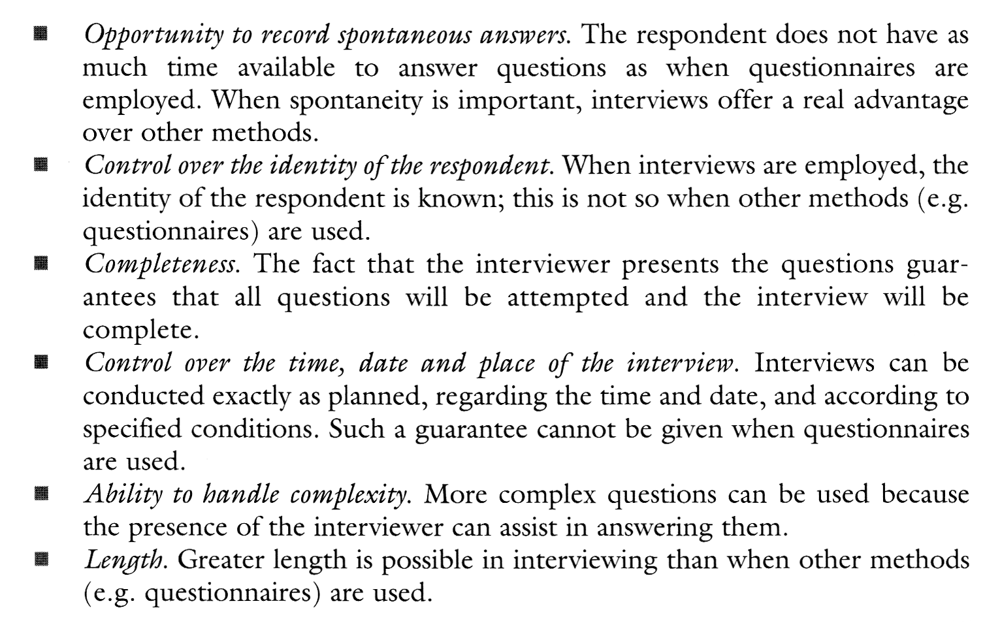 ■ Opportunity to record spontaneous answers. The respondent does not have as
much time available to answer questions as when questionnaires are
employed. When spontaneity is important, interviews offer a real advantage
over other methods.
■ Control over the identity of the respondent. When interviews are employed, the
identity of the respondent is known; this is not so when other methods (e.g.
questionnaires) are used.
■ Completeness. The fact that the interviewer presents the questions guar-
antees that all questions will be attempted and the interview will be
complete.
■ Control over the time, date and place of the interview. Interviews can be
conducted exactly as planned, regarding the time and date, and according to
specified conditions. Such a guarantee cannot be given when questionnaires
are used.
■ Ability to handle complexity. More complex questions can be used because
the presence of the interviewer can assist in answering them.
■ Length. Greater length is possible in interviewing than when other methods
(e.g. questionnaires) are used.